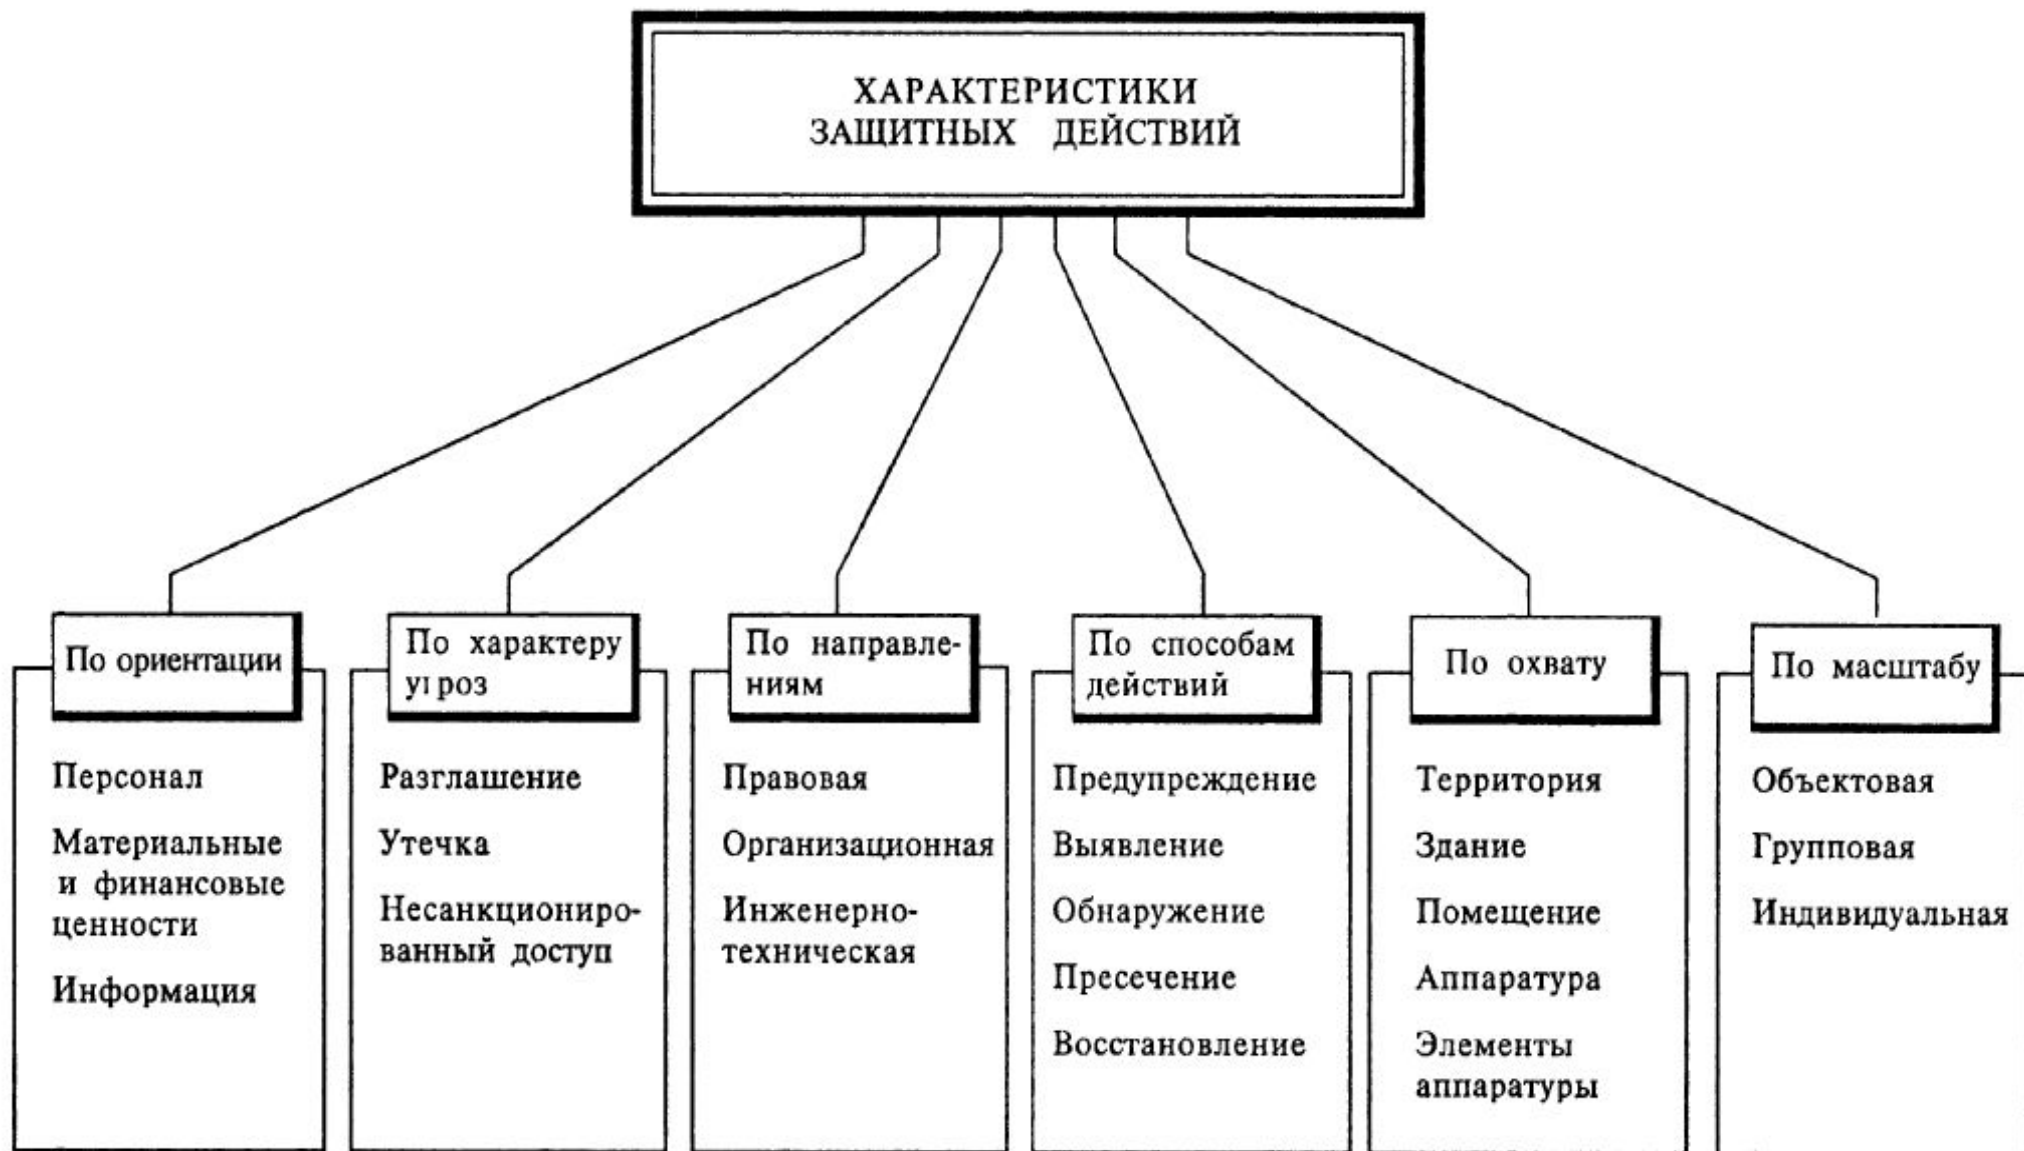 ХАРАКТЕРИСТИКИ
ЗАЩИТНЫХ ДЕЙСТВИЙ
По ориентации
Персонал
Материальные
и финансовые
ценности
Информация
По характеру
угроз
Разглашение
Утечка
Несанкциониро-
ванный доступ
По направле-
ниям
Правовая
Организационная
Инженерно-
техническая
По способам
действий
Предупреждение
Выявление
Обнаружение
Пресечение
Восстановление
По охвату
Территория
Здание
Помещение
Аппаратура
Элементы
аппаратуры
По масштабу
Объектовая
Групповая
Индивидуальная